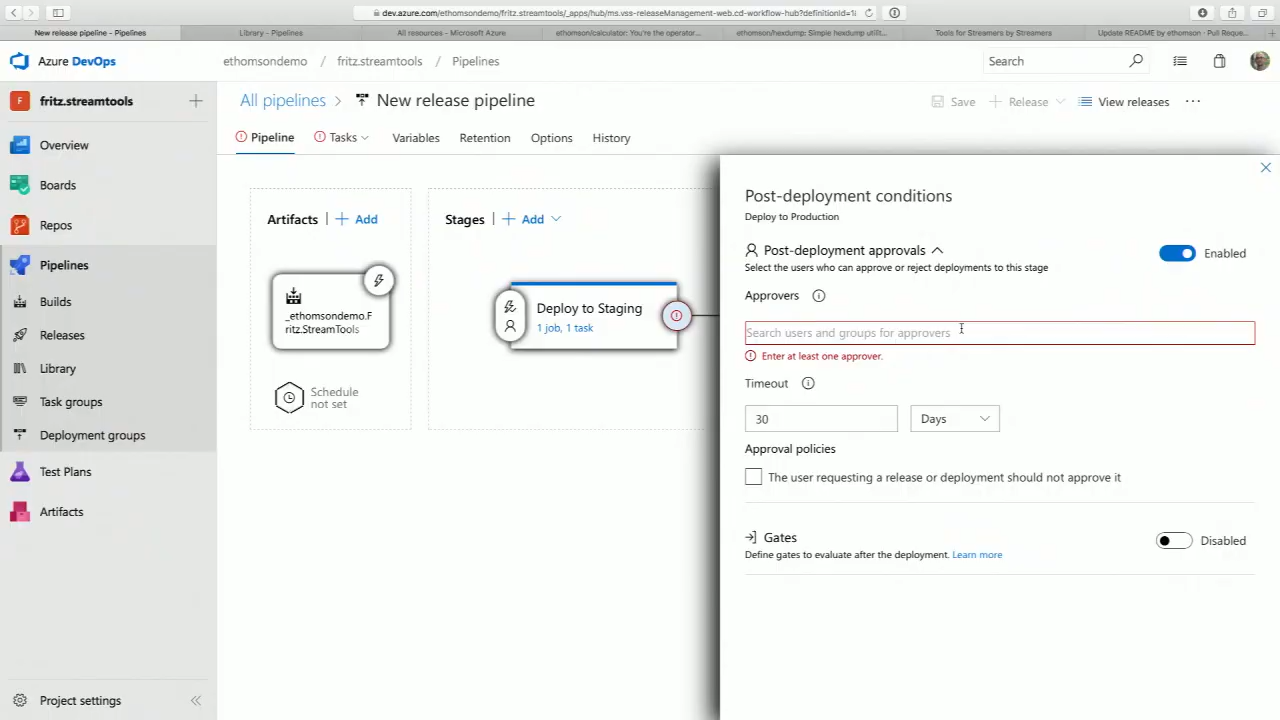 dev.azure.com/ethomsondemo/fritz.streamtools/_apps/hub/ms.vss-releaseManagement-web.cd-workflow-hub?definitionId=1&
New release pipeline - Pipelines
Library - Pipelines
All resources - Microsoft Azure
ethomson/calculator: You're the operator...
ethomson/hexdump: Simple hexdump utilit...
Tools for Streamers by Streamers
Update README by ethomson · Pull Reque...
Azure DevOps
ethomsondemo / fritz.streamtools / Pipelines
Search
F fritz.streamtools
Overview
Boards
Repos
Pipelines
Builds
Releases
Library
Task groups
Deployment groups
Test Plans
Artifacts
Project settings
All pipelines > New release pipeline
Save
Release
View releases
Pipeline
Tasks
Variables
Retention
Options
History
Artifacts | + Add
_ethomsondemo.F
ritz.StreamTools
Schedule
not set
Stages | + Add
Deploy to Staging
1 job, 1 task
Post-deployment conditions
Deploy to Production
Post-deployment approvals
Enabled
Select the users who can approve or reject deployments to this stage
Approvers
Search users and groups for approvers
Enter at least one approver.
Timeout
30
Days
Approval policies
The user requesting a release or deployment should not approve it
Gates
Disabled
Define gates to evaluate after the deployment. Learn more